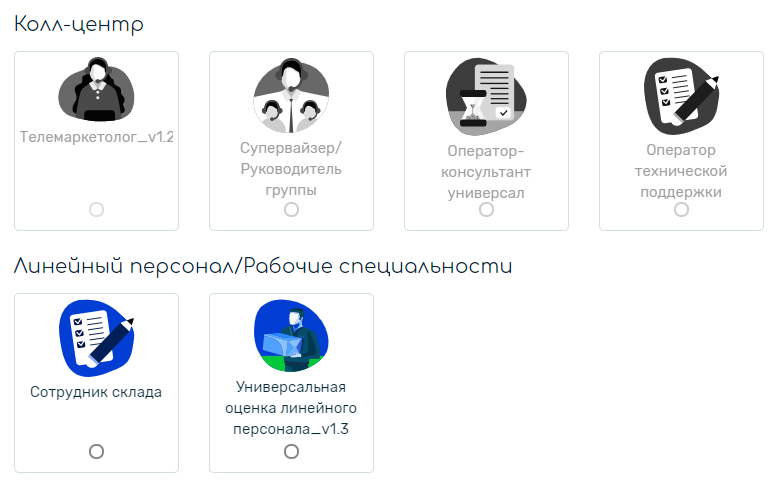 Колл-центр
Телемаркетолог_v1.2
Супервайзер/
Руководитель
группы
Оператор-
консультант
универсал
Оператор
технической
поддержки
Линейный персонал/Рабочие специальности
Сотрудник склада
Универсальная
оценка линейного
персонала_v1.3